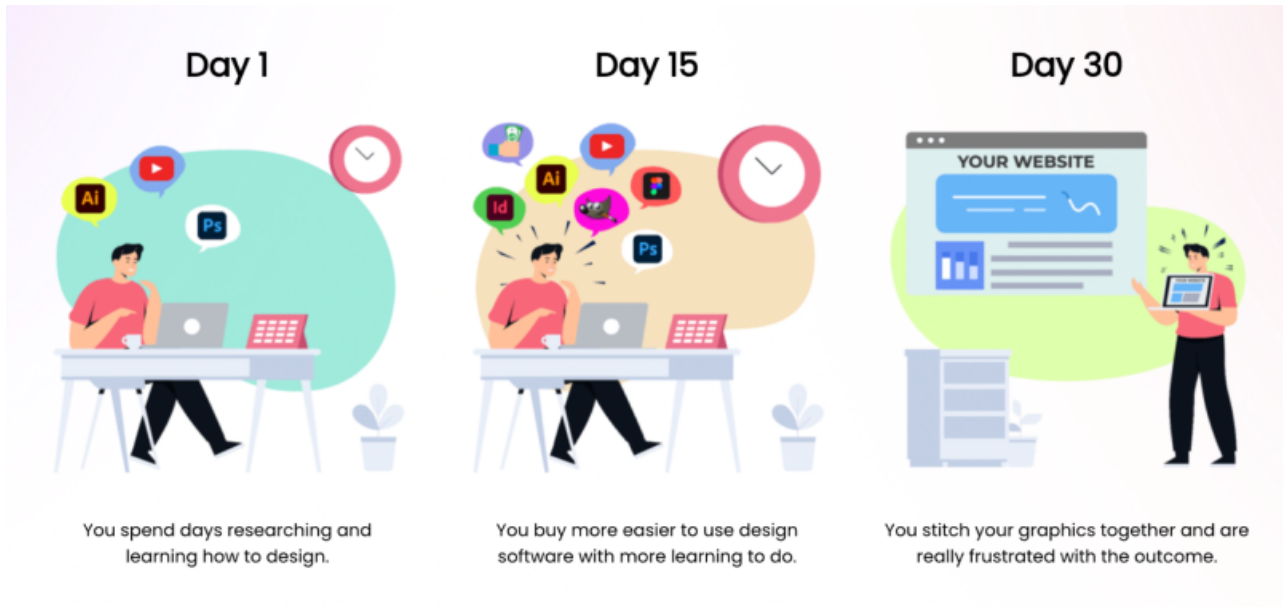 Day 1
Day 15
Day 30
Ai
Ps
Id
Ai
Ps
YOUR WEBSITE
YOUR WEBSITE
You spend days researching and
learning how to design.
You buy more easier to use design
software with more learning to do.
You stitch your graphics together and are
really frustrated with the outcome.